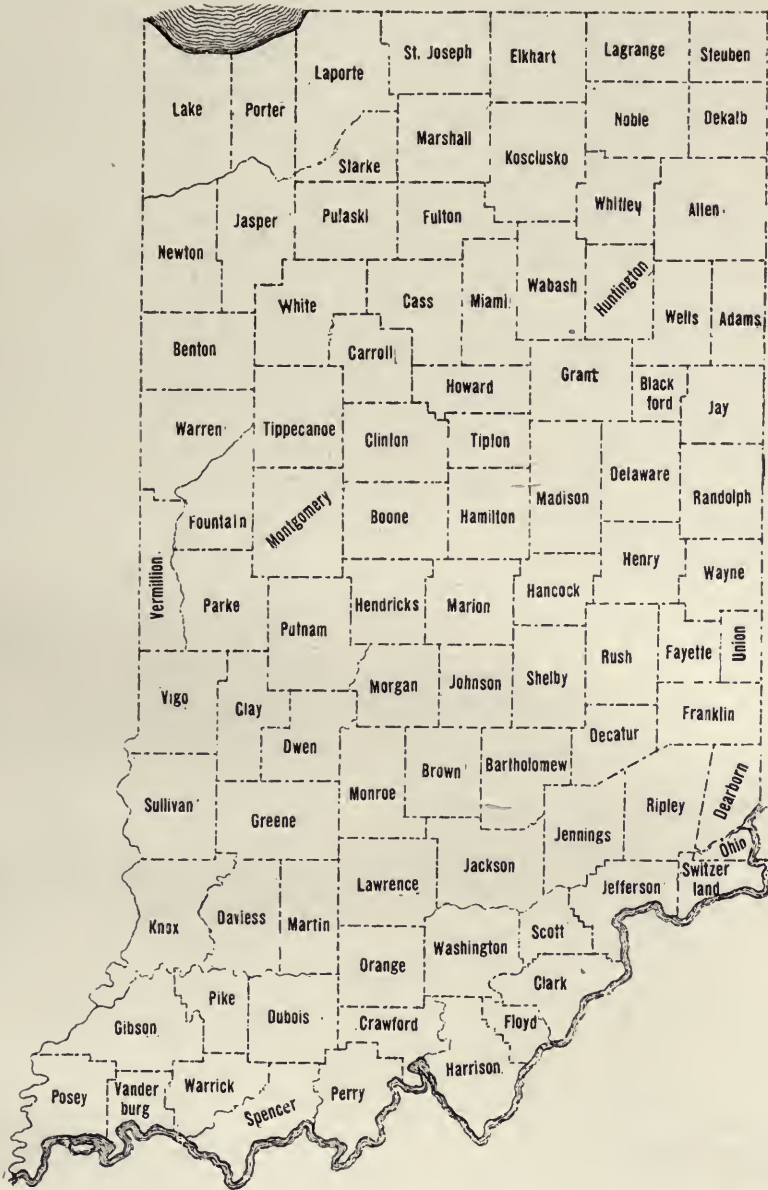 St. Joseph
Elkhart
Lagrange
Steuben
Laporte
Lake
Porter
Noble
Dekalb
Marshall
Kosciusko
Starke
Whitley
Allen
Jasper
Pulaski
Fulton
Newton
Wabash
Huntington
White
Cass
Miami
Wells
Adams
Benton
Carroll
Howard
Grant
Black
ford
Jay
Warren
Tippecanoe
Clinton
Tipton
Delaware
Randolph
Madison
Fountain
Montgomery
Boone
Hamilton
Henry
Wayne
Vermillion
Parke
Putnam
Hendricks
Marion
Hancock
Rush
Fayette
Union
Vigo
Clay
Morgan
Johnson
Shelby
Franklin
Owen
Decatur
Monroe
Brown
Bartholomew
Dearborn
Sullivan
Greene
Ripley
Jennings
Ohio
Jackson
Lawrence
Jefferson
Switzer
land
Knox
Daviess
Martin
Washington
Scott
Orange
Clark
Pike
Dubois
Crawford
Floyd
Gibson
Harrison
Posey
Vander
burg
Warrick
Spencer
Perry